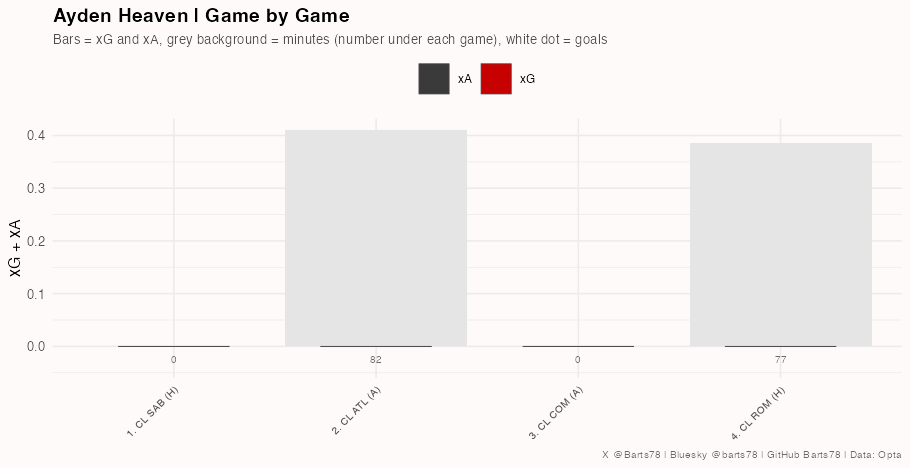 Ayden Heaven | Game by Game
Bars = xG and xA, grey background = minutes (number under each game), white dot = goals
xA xG
xG + xA
0.4
0.3
0.2
0.1
0.0
0 82 0 77
1. CL SAB (H)
2. CL ATL (A)
3. CL COM (A)
4. CL ROM (H)
X @Barts78 | Bluesky @barts78 | GitHub Barts78 | Data: Opta